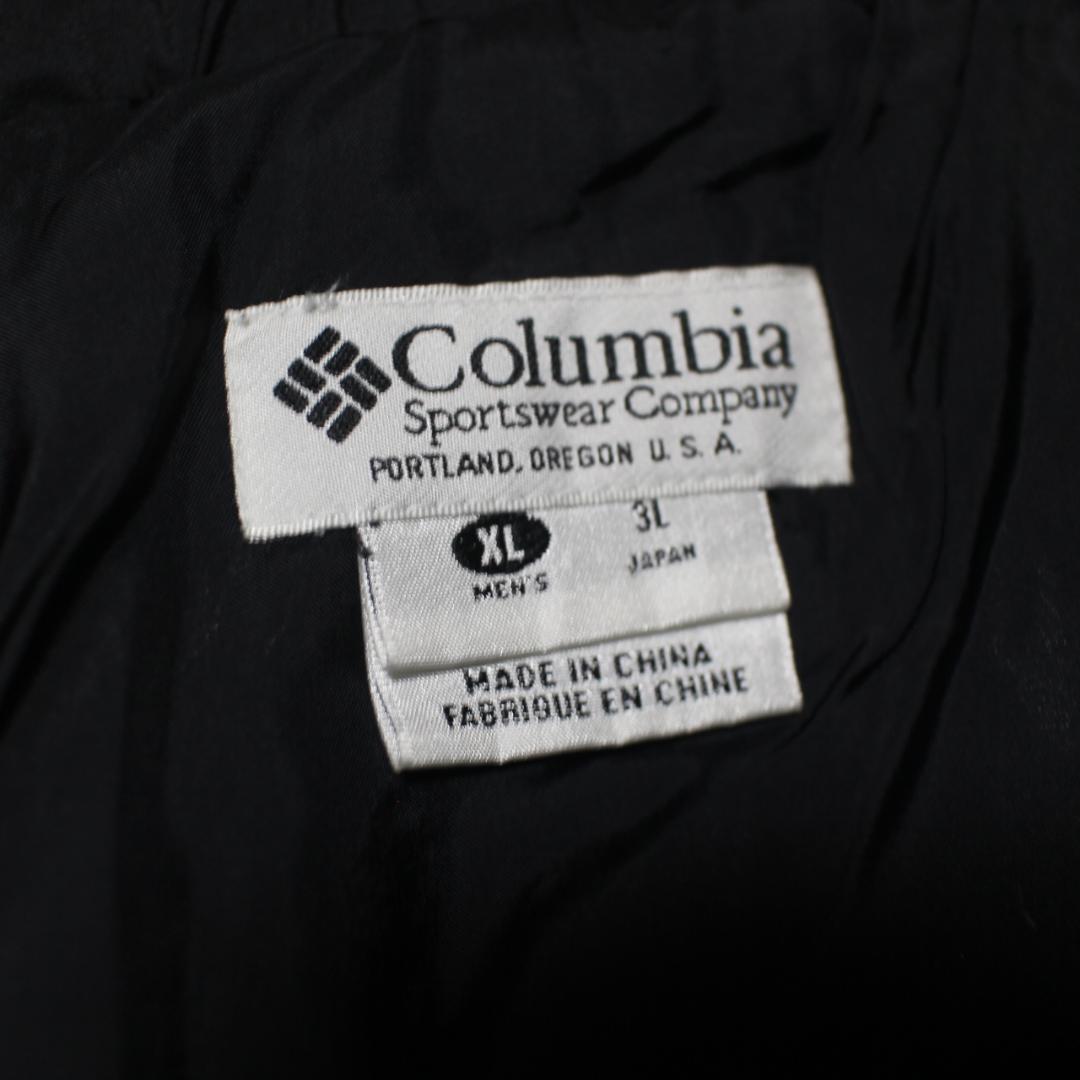 Columbia
Sportswear Company
PORTLAND, OREGON U. S. A.
XL 3L
MEN'S JAPAN
MADE IN CHINA
FABRIQUE EN CHINE